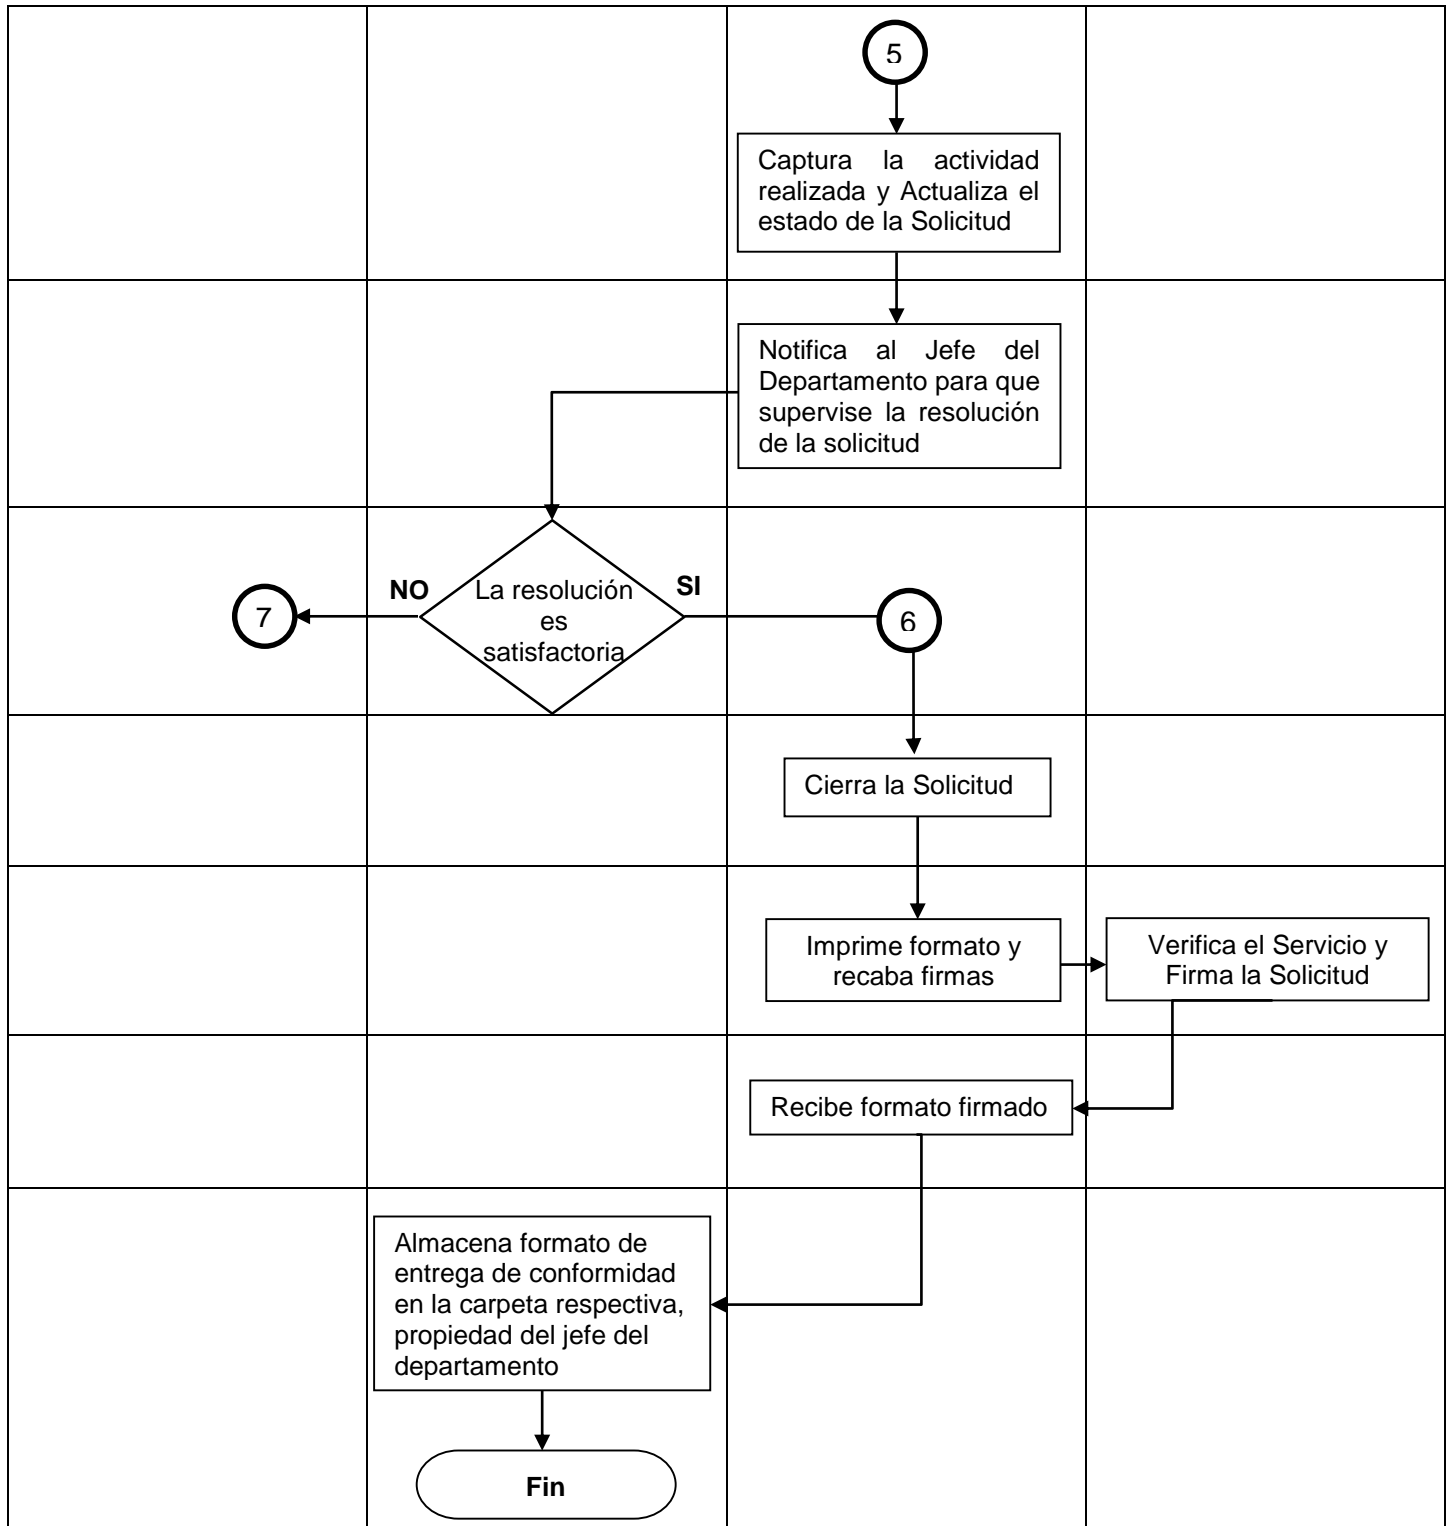 5
Captura la actividad
realizada y Actualiza el
estado de la Solicitud
Notifica al Jefe del
Departamento para que
supervise la resolución
de la solicitud
NO
La resolución
es
satisfactoria
SI
7
6
Cierra la Solicitud
Imprime formato y
recaba firmas
Verifica el Servicio y
Firma la Solicitud
Recibe formato firmado
Almacena formato de
entrega de conformidad
en la carpeta respectiva,
propiedad del jefe del
departamento
Fin